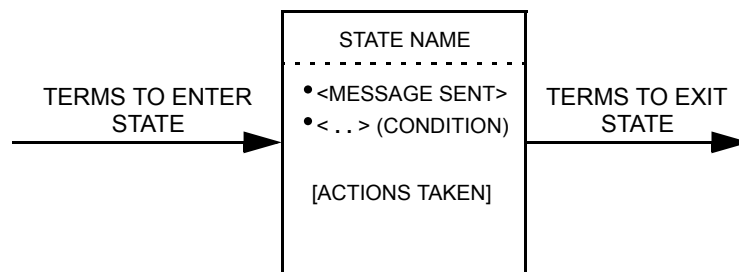 STATE NAME
TERMS TO ENTER
STATE
•<MESSAGE SENT>
•< . . > (CONDITION)
[ACTIONS TAKEN]
TERMS TO EXIT
STATE